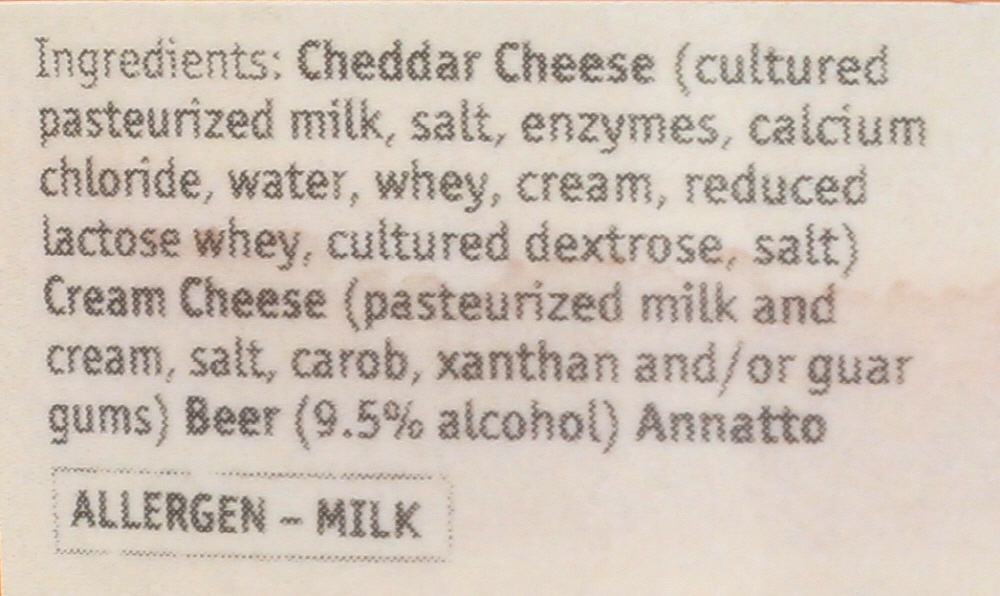 Ingredients: Cheddar Cheese (cultured
pasteurized milk, salt, enzymes, calcium
chloride, water, whey, cream, reduced
lactose whey, cultured dextrose, salt)
Cream Cheese (pasteurized milk and
cream, salt, carob, xanthan and/or guar
gums) Beer (9.5% alcohol) Annatto
ALLERGEN – MILK